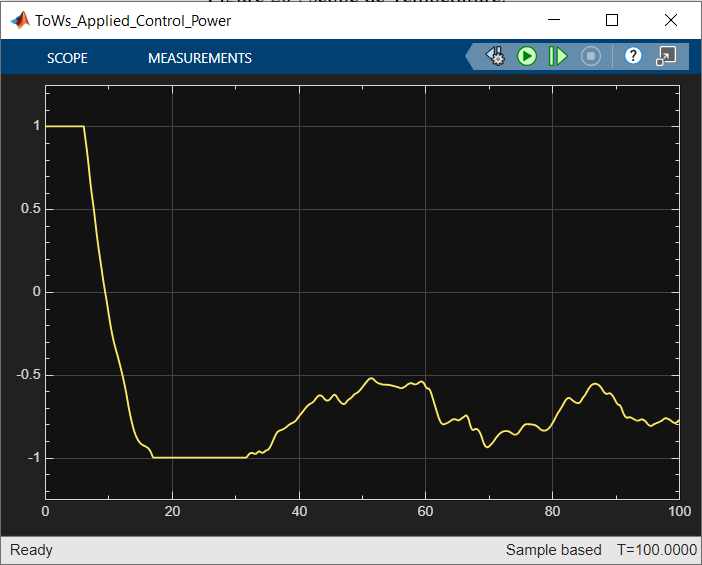 ToWs_Applied_Control_Power
SCOPE MEASUREMENTS
?
1
0.5
0
-0.5
-1
0 20 40 60 80 100
Ready Sample based T=100.0000